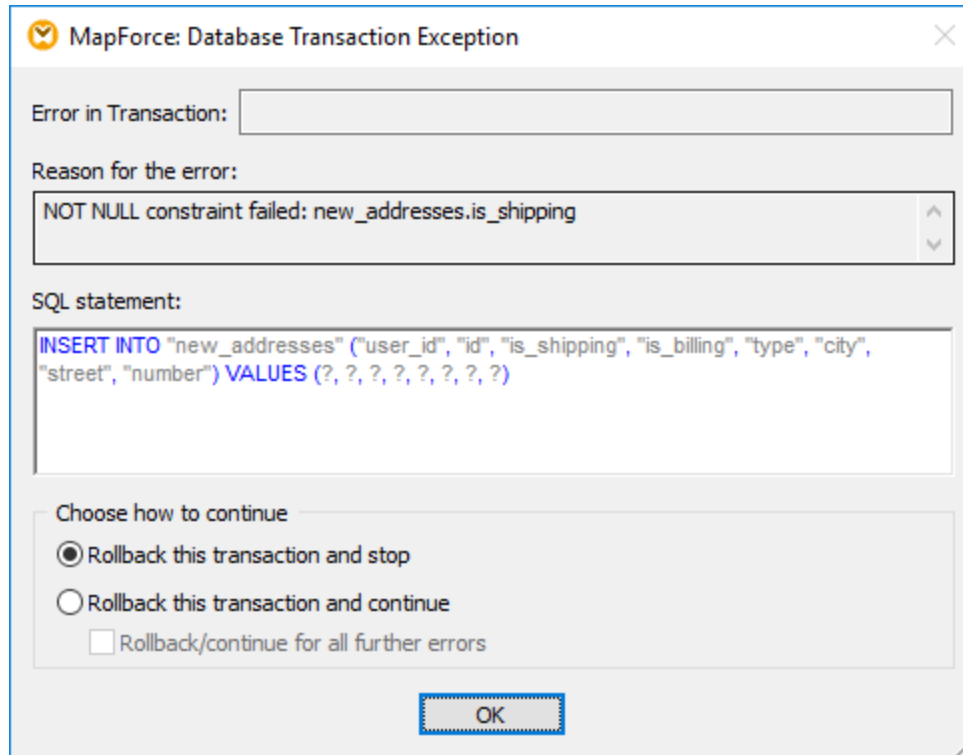 MapForce: Database Transaction Exception
Error in Transaction:
Reason for the error:
NOT NULL constraint failed: new_addresses.is_shipping
SQL statement:
INSERT INTO "new_addresses" ("user_id", "id", "is_shipping", "is_billing", "type", "city",
"street", "number") VALUES (?, ?, ?, ?, ?, ?, ?, ?)
Choose how to continue
Rollback this transaction and stop
Rollback this transaction and continue
Rollback/continue for all further errors
OK